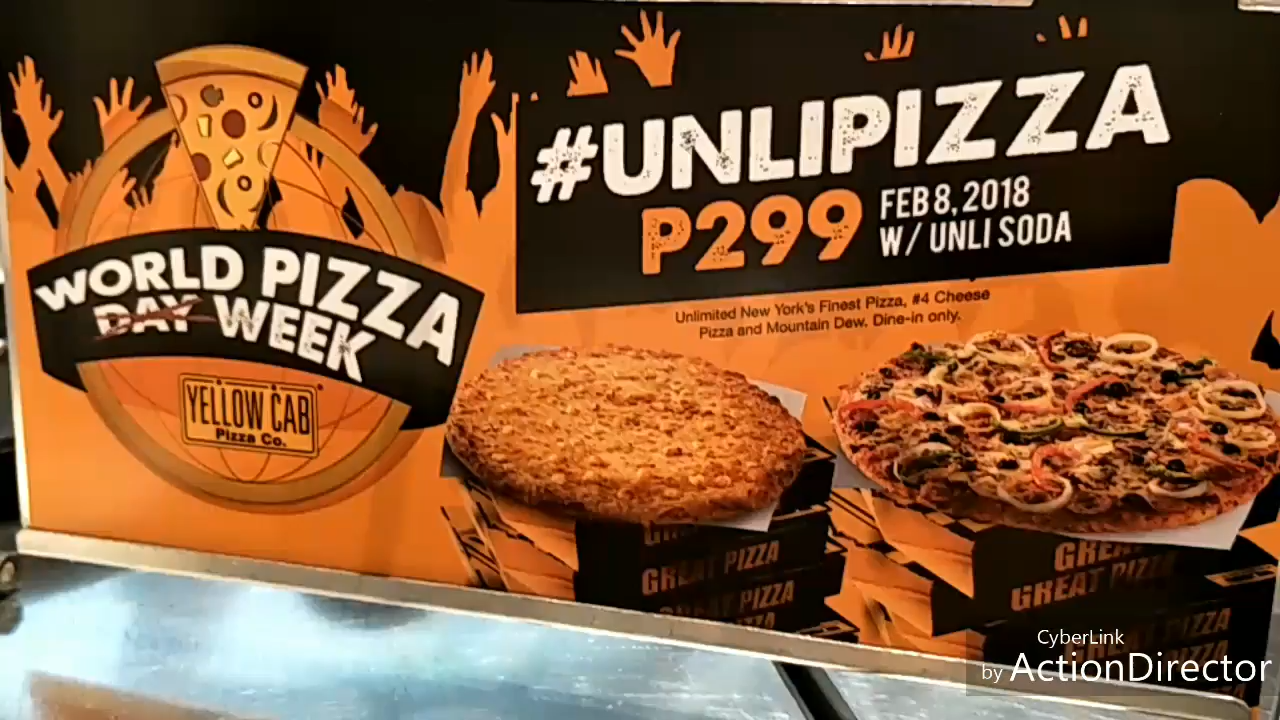 #UNLIPIZZA
P299
FEB 8, 2018
W/ UNLI SODA
Unlimited New York's Finest Pizza, #4 Cheese
Pizza and Mountain Dew. Dine-in only.
WORLD PIZZA
DAY WEEK
YELLOW CAB
Pizza Co.
GREAT PIZZA
GREAT PIZZA
GREAT PIZZA
PIZZA
CyberLink
by ActionDirector